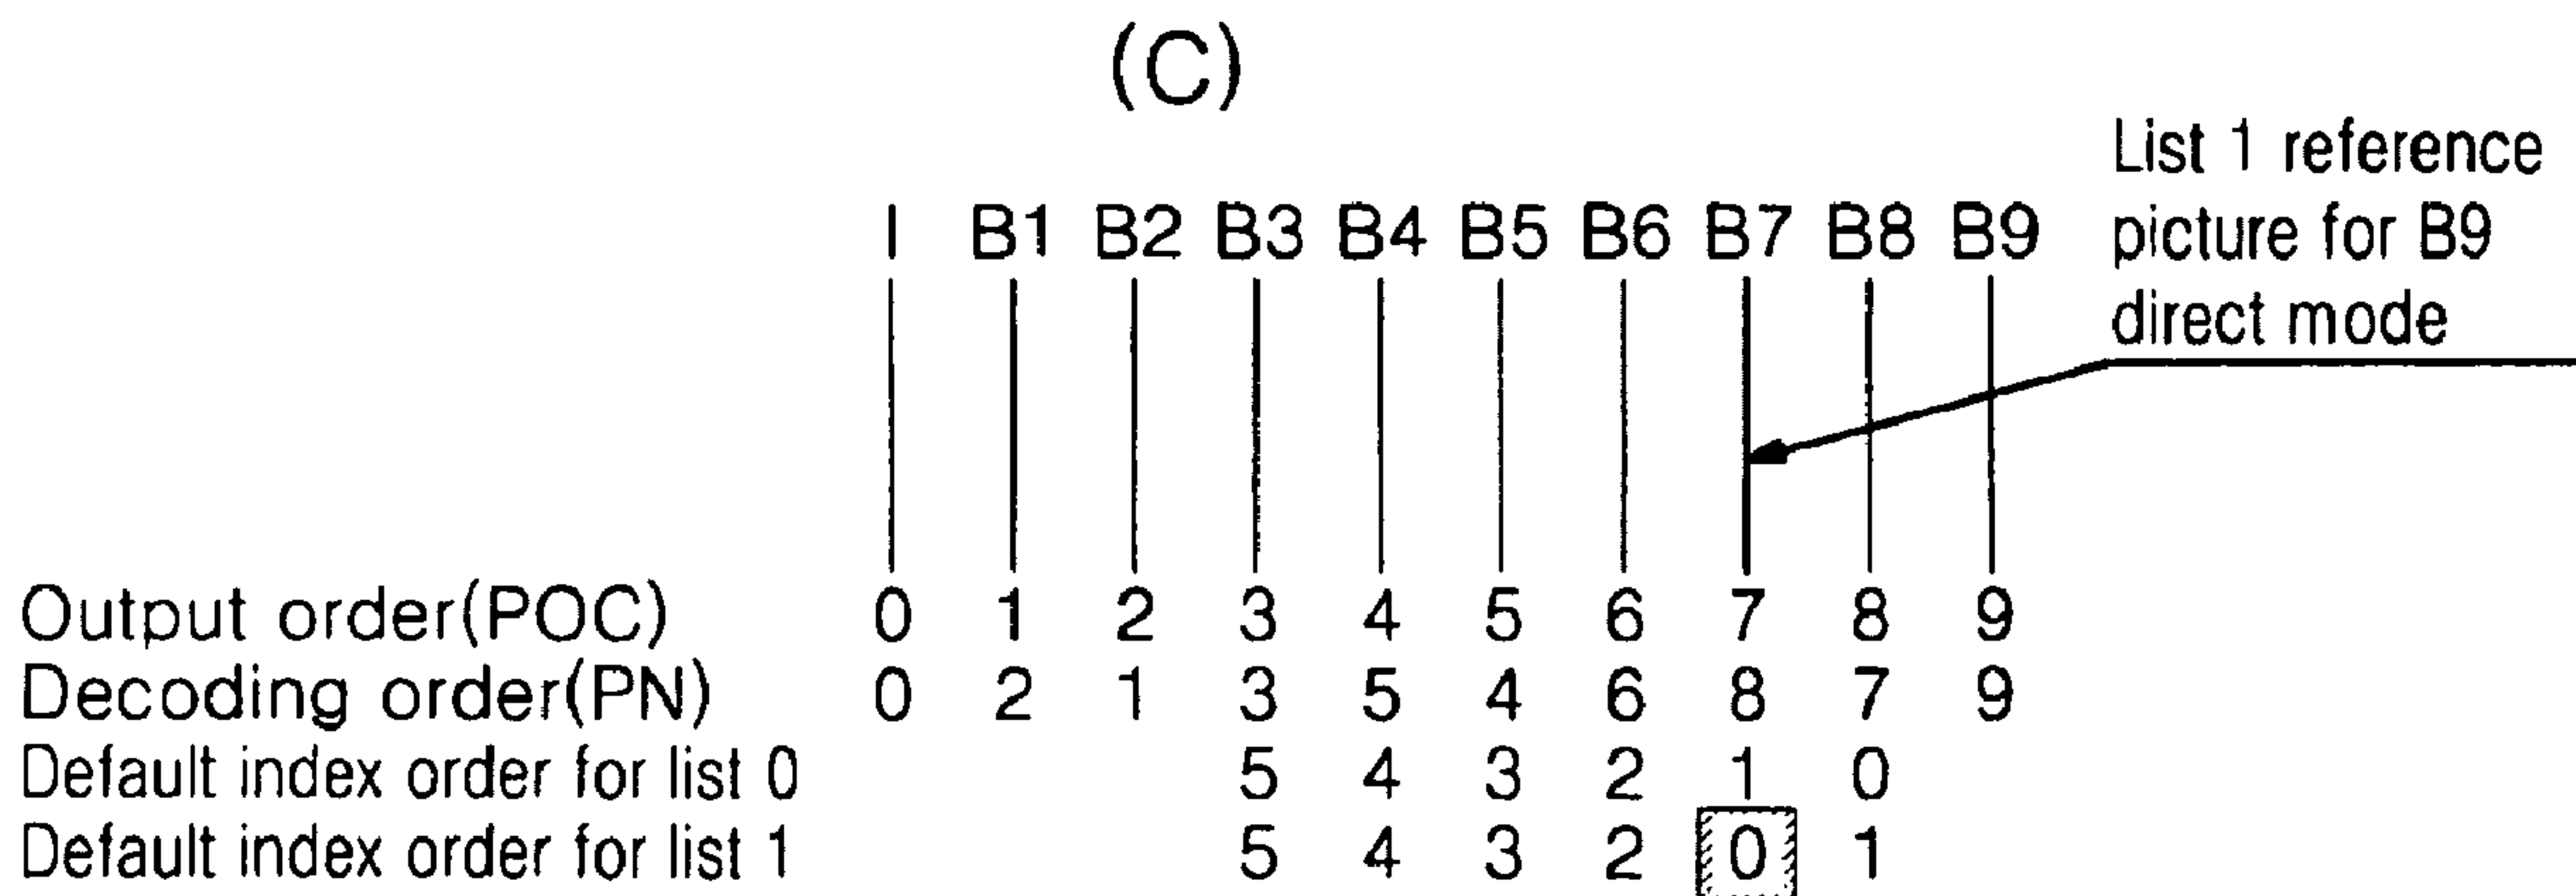 (C)
List 1 reference
picture for B9
direct mode
I B1 B2 B3 B4 B5 B6 B7 B8 B9
Output order(POC) 0 1 2 3 4 5 6 7 8 9
Decoding order(PN) 0 2 1 3 5 4 6 8 7 9
Default index order for list 0 5 4 3 2 1 0
Default index order for list 1 5 4 3 2 0 1